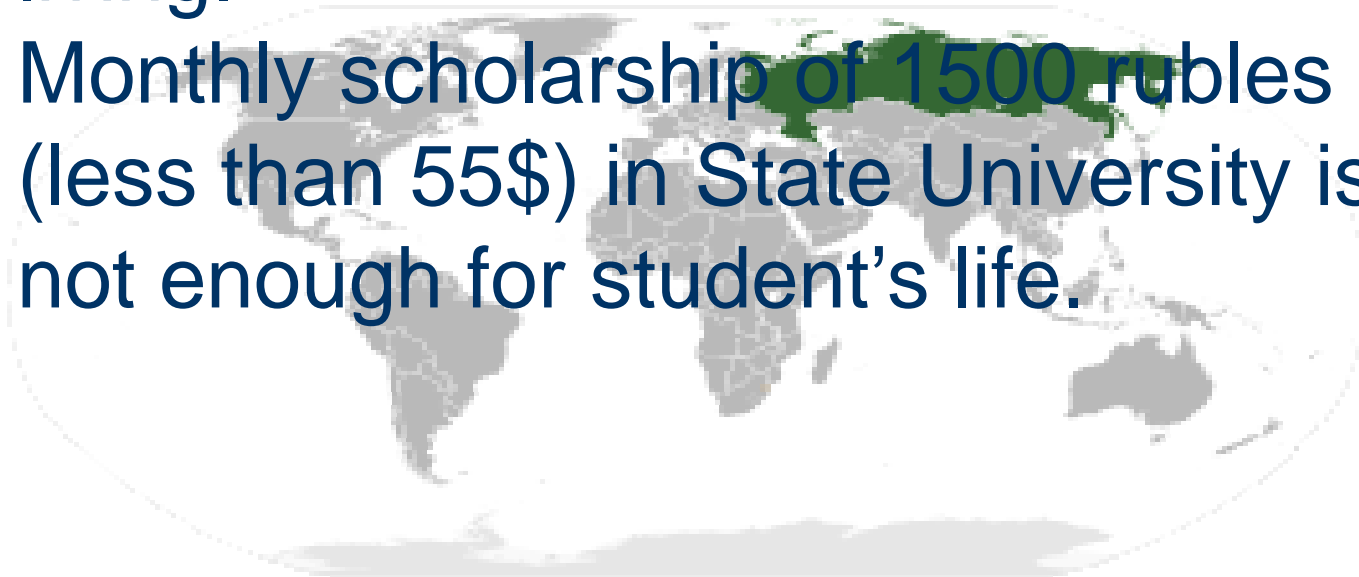 Monthly scholarship of 1500 rubles
(less than 55$) in State University is
not enough for student’s life.